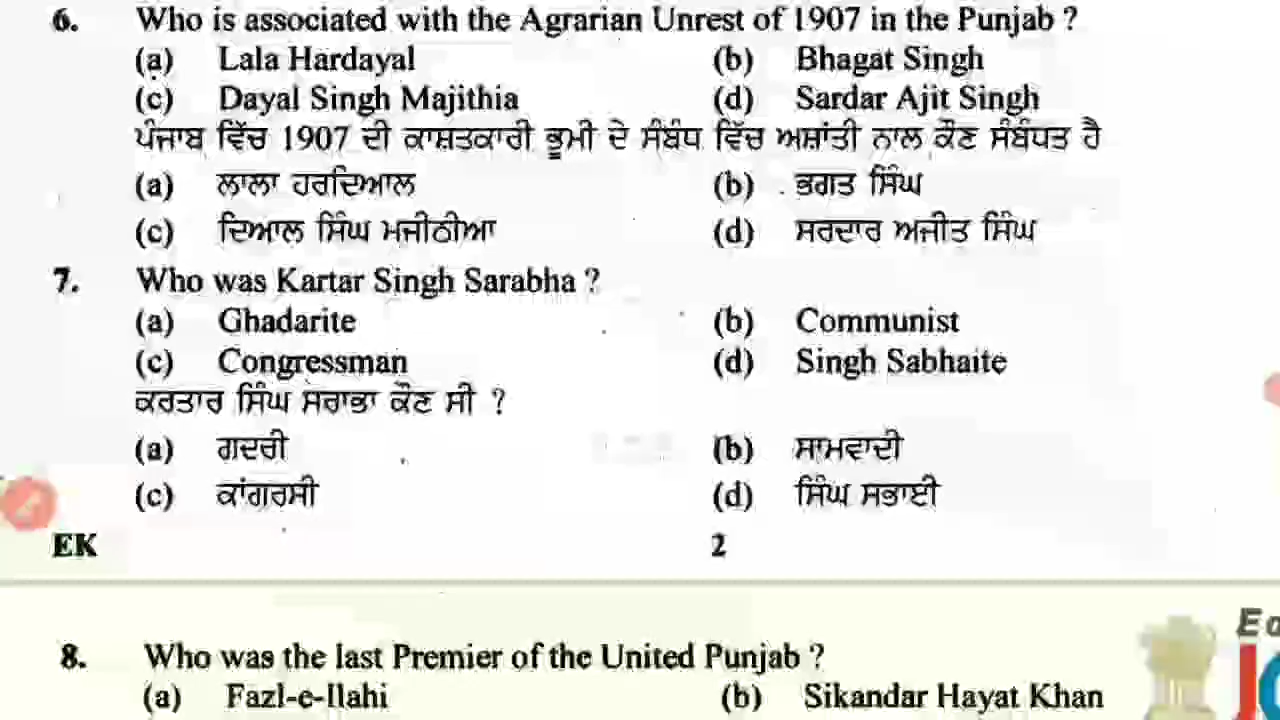 6. Who is associated with the Agrarian Unrest of 1907 in the Punjab ?
(a) Lala Hardayal (b) Bhagat Singh
(c) Dayal Singh Majithia (d) Sardar Ajit Singh
ਪੰਜਾਬ ਵਿੱਚ 1907 ਦੀ ਕਾਸ਼ਤਕਾਰੀ ਭੂਮੀ ਦੇ ਸੰਬੰਧ ਵਿੱਚ ਅਸ਼ਾਂਤੀ ਨਾਲ ਕੌਣ ਸੰਬੰਧਤ ਹੈ
(a) ਲਾਲਾ ਹਰਦਿਆਲ (b) ਭਗਤ ਸਿੰਘ
(c) ਦਿਆਲ ਸਿੰਘ ਮਜੀਠੀਆ (d) ਸਰਦਾਰ ਅਜੀਤ ਸਿੰਘ
7. Who was Kartar Singh Sarabha ?
(a) Ghadarite (b) Communist
(c) Congressman (d) Singh Sabhaite
ਕਰਤਾਰ ਸਿੰਘ ਸਰਾਭਾ ਕੌਣ ਸੀ ?
(a) ਗਦਰੀ (b) ਸਾਮਵਾਦੀ
(c) ਕਾਂਗਰਸੀ (d) ਸਿੰਘ ਸਭਾਈ
EK 2
8. Who was the last Premier of the United Punjab ?
(a) Fazl-e-Ilahi (b) Sikandar Hayat Khan